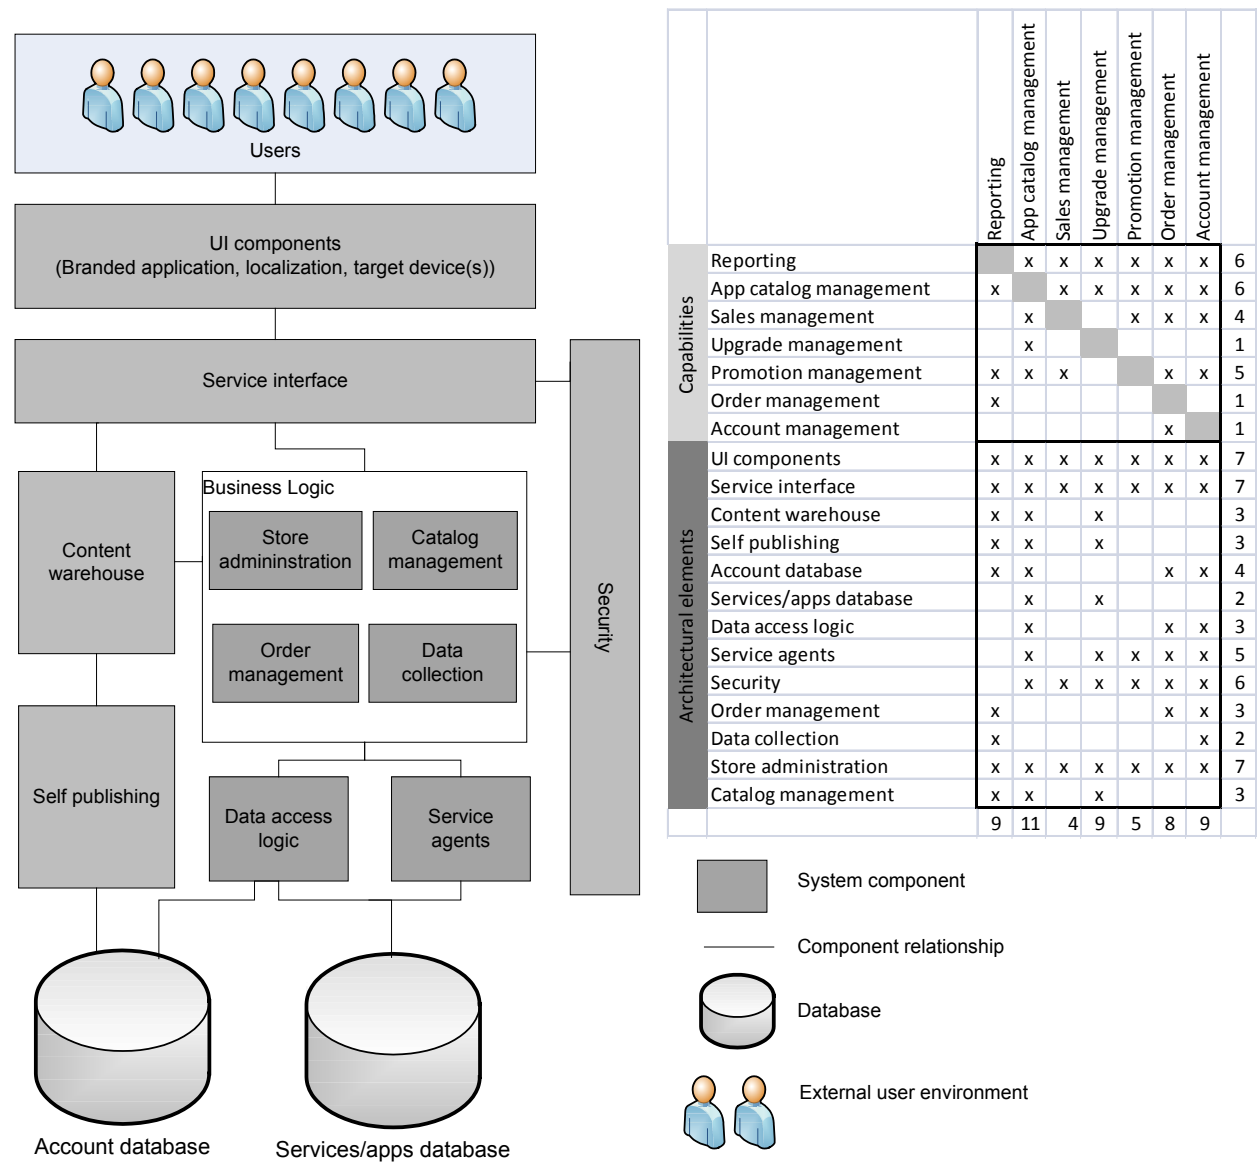 Users
UI components
(Branded application, localization, target device(s))
Service interface
Content
warehouse
Business Logic
Store
admininstration
Catalog
management
Order
management
Data
collection
Security
Self publishing
Data access
logic
Service
agents
Account database
Services/apps database
Reporting
App catalog management
Sales management
Upgrade management
Promotion management
Order management
Account management
Capabilities
Reporting x x x x x x 6
App catalog management x x x x x x 6
Sales management x x x x 4
Upgrade management x 1
Promotion management x x x x x 5
Order management x 1
Account management x 1
Architectural elements
UI components x x x x x x x 7
Service interface x x x x x x x 7
Content warehouse x x x 3
Self publishing x x x 3
Account database x x x x 4
Services/apps database x x 2
Data access logic x x x 3
Service agents x x x x x 5
Security x x x x x x 6
Order management x x x 3
Data collection x x 2
Store administration x x x x x x x 7
Catalog management x x x 3
9 11 4 9 5 8 9
System component
Component relationship
Database
External user environment